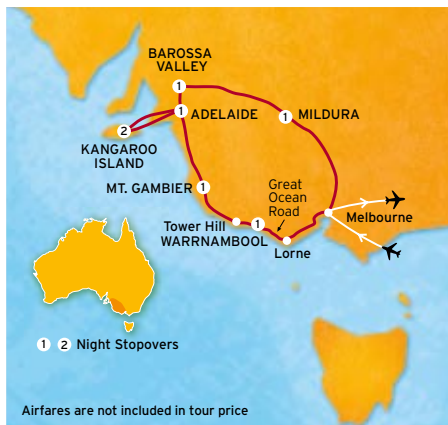 BAROSSA
VALLEY
1
1 ADELAIDE
1 MILDURA
2
KANGAROO
ISLAND
MT. GAMBIER 1
Great
Ocean
Road
Melbourne
Tower Hill 1
WARRNAMBOOL
Lorne
1 2 Night Stopovers
Airfares are not included in tour price